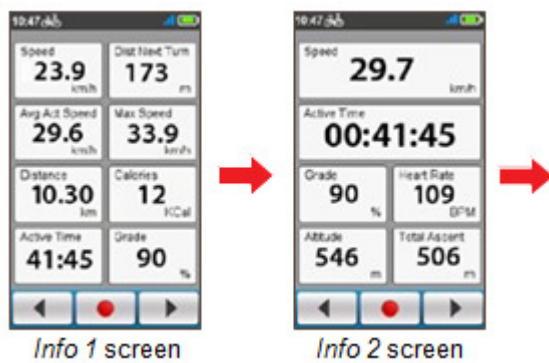 10:47
Speed
23.9
km/h
Dist Next Turn
173
m
Avg Act Speed
29.6
km/h
Max Speed
33.9
km/h
Distance
10.30
km
Calories
12
KCal
Active Time
41:45
Grade
90
%
Info 1 screen
10:47
Speed
29.7
km/h
Active Time
00:41:45
Grade
90
%
Heart Rate
109
BPM
Altitude
546
m
Total Ascent
506
m
Info 2 screen